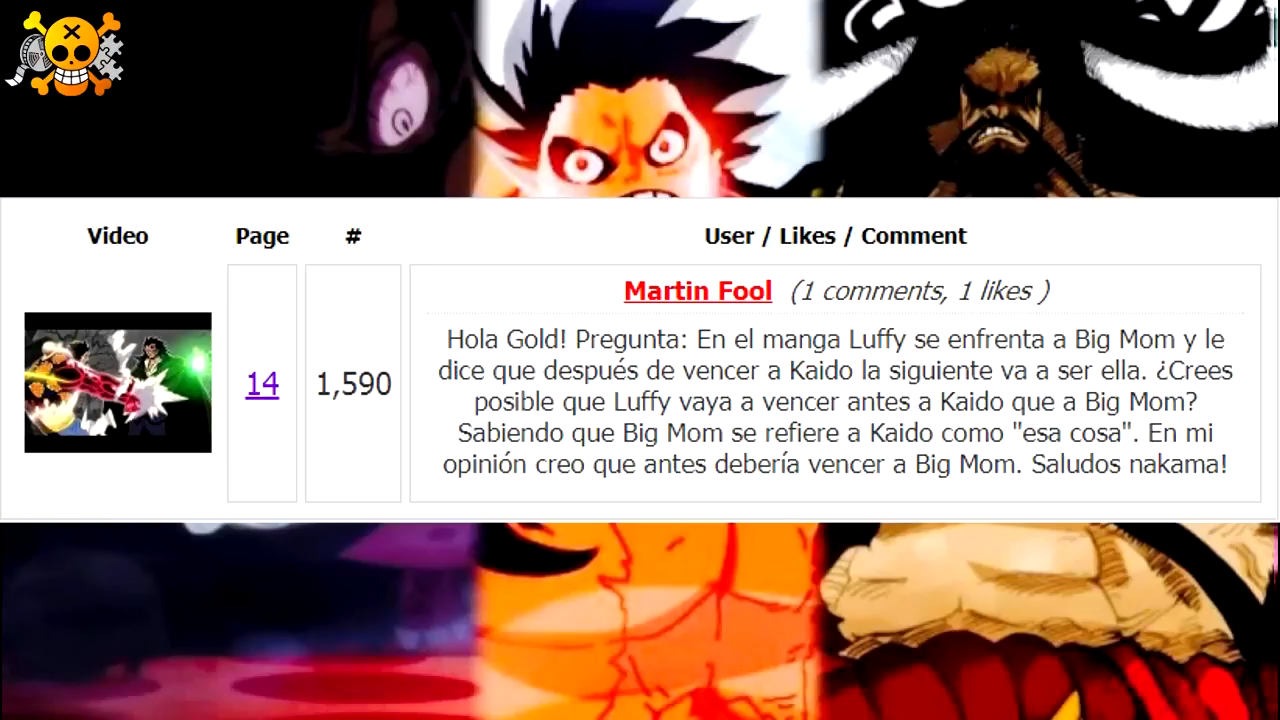 Video Page # User / Likes / Comment
Martin Fool (1 comments, 1 likes )
14 1,590
Hola Gold! Pregunta: En el manga Luffy se enfrenta a Big Mom y le
dice que después de vencer a Kaido la siguiente va a ser ella. ¿Crees
posible que Luffy vaya a vencer antes a Kaido que a Big Mom?
Sabiendo que Big Mom se refiere a Kaido como "esa cosa". En mi
opinión creo que antes debería vencer a Big Mom. Saludos nakama!